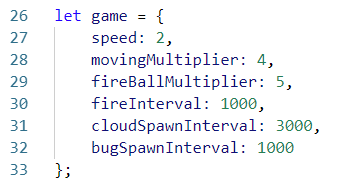 26 let game = {
27     speed: 2,
28     movingMultiplier: 4,
29     fireBallMultiplier: 5,
30     fireInterval: 1000,
31     cloudSpawnInterval: 3000,
32     bugSpawnInterval: 1000
33 };